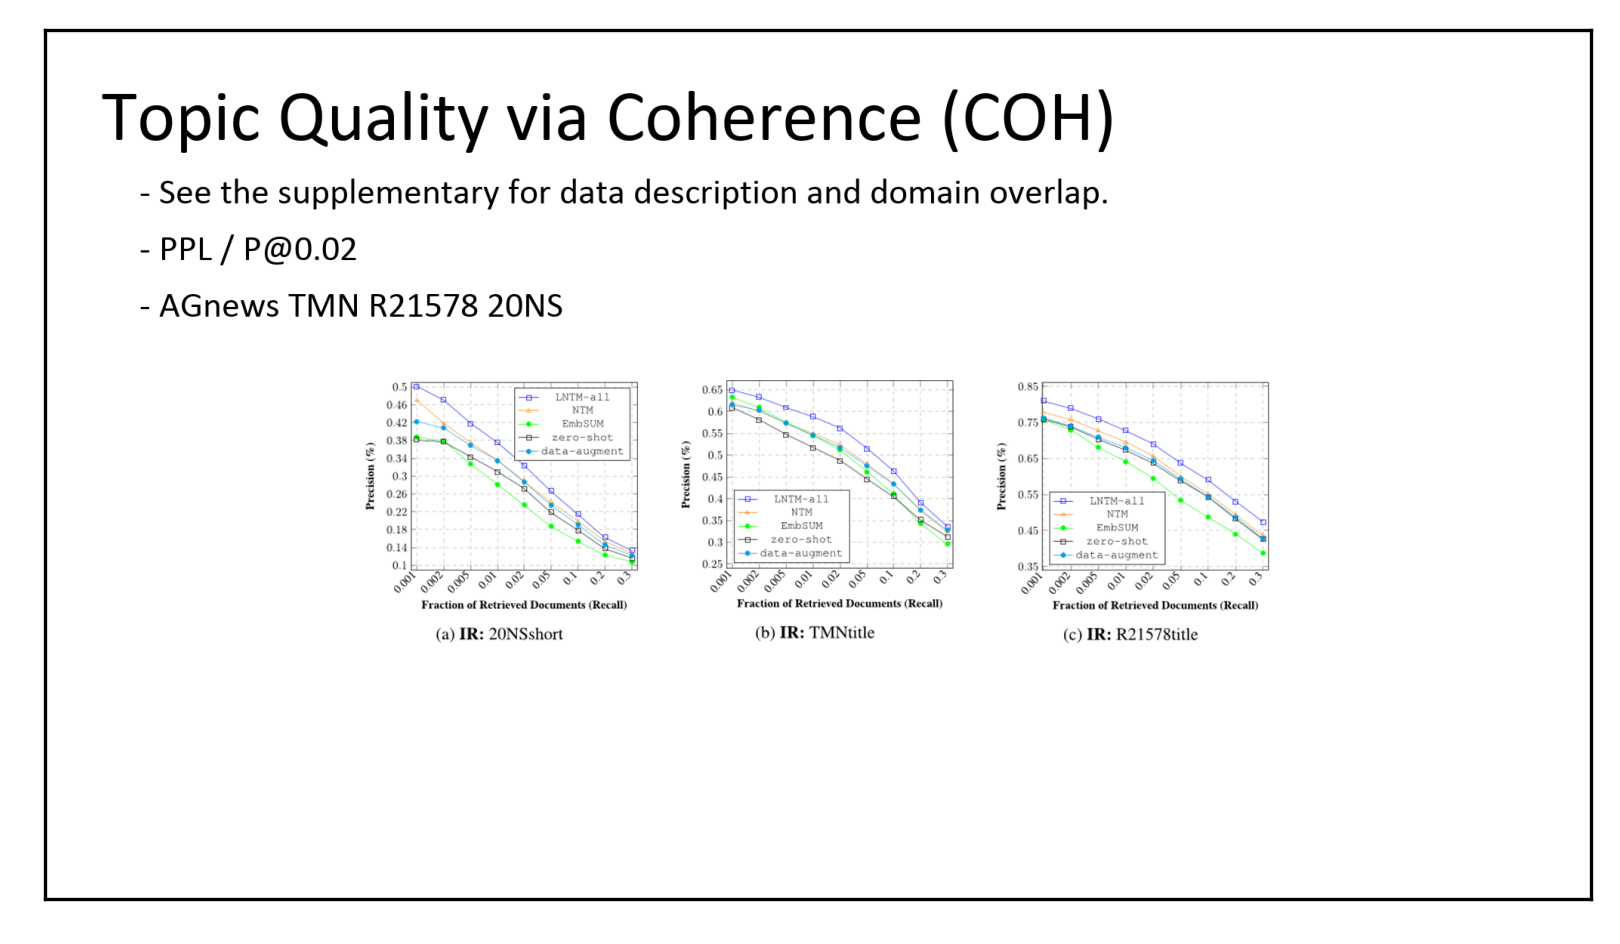 Topic Quality via Coherence (COH)
- See the supplementary for data description and domain overlap.
- PPL / P@0.02
- AGnews TMN R21578 20NS
Precision (%)
0.5
0.46
0.42
0.38
0.34
0.3
0.26
0.22
0.18
0.14
0.1
LNTM-all
NTM
EmbSUM
zero-shot
data-augment
0.001 0.002 0.005 0.01 0.02 0.05 0.1 0.2 0.3
Fraction of Retrieved Documents (Recall)
(a) IR: 20NSshort
Precision (%)
0.65
0.6
0.55
0.5
0.45
0.4
0.35
0.3
0.25
LNTM-all
NTM
EmbSUM
zero-shot
data-augment
0.001 0.002 0.005 0.01 0.02 0.05 0.1 0.2 0.3
Fraction of Retrieved Documents (Recall)
(b) IR: TMNtitle
Precision (%)
0.85
0.75
0.65
0.55
0.45
0.35
LNTM-all
NTM
EmbSUM
zero-shot
data-augment
0.001 0.002 0.005 0.01 0.02 0.05 0.1 0.2 0.3
Fraction of Retrieved Documents (Recall)
(c) IR: R21578title